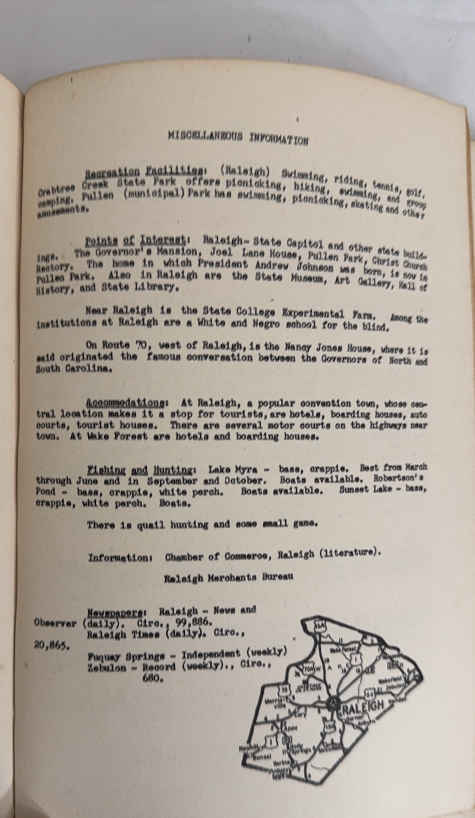 MISCELLANEOUS INFORMATION
Recreation Facilities: (Raleigh) Swimming, riding, tennis, golf.
Crabtree Creek State Park offers picnicking, hiking, swimming, and group
camping. Pullen (municipal) Park has swimming, picnicking, skating and other
amusements.
Points of Interest: Raleigh- State Capitol and other state build-
ings. The Governor's Mansion, Joel Lane House, Pullen Park, Christ Church
Rectory. The home in which President Andrew Johnson was born, is now in
Pullen Park. Also in Raleigh are the State Museum, Art Gallery, Hall of
History, and State Library.
Near Raleigh is the State College Experimental Farm. Among the
institutions at Raleigh are a White and Negro school for the blind.
On Route 70, west of Raleigh, is the Nancy Jones House, where it is
said originated the famous conversation between the Governors of North and
South Carolina.
Accommodations: At Raleigh, a popular convention town, whose cen-
tral location makes it a stop for tourists, are hotels, boarding houses, auto
courts, tourist houses. There are several motor courts on the highways near
town. At Wake Forest are hotels and boarding houses.
Fishing and Hunting: Lake Myra - bass, crappie. Best from March
through June and in September and October. Boats available. Robertson's
Pond - bass, crappie, white perch. Boats available. Sunset Lake - bass,
crappie, white perch. Boats.
There is quail hunting and some small game.
Information: Chamber of Commerce, Raleigh (literature).
Raleigh Merchants Bureau
Newspapers: Raleigh - News and
Observer (daily). Circ., 99,886.
Raleigh Times (daily). Circ.,
20,865.
Fuquay Springs - Independent (weekly)
Zebulon - Record (weekly)., Circ.,
680.
RALEIGH
Cary
Apex